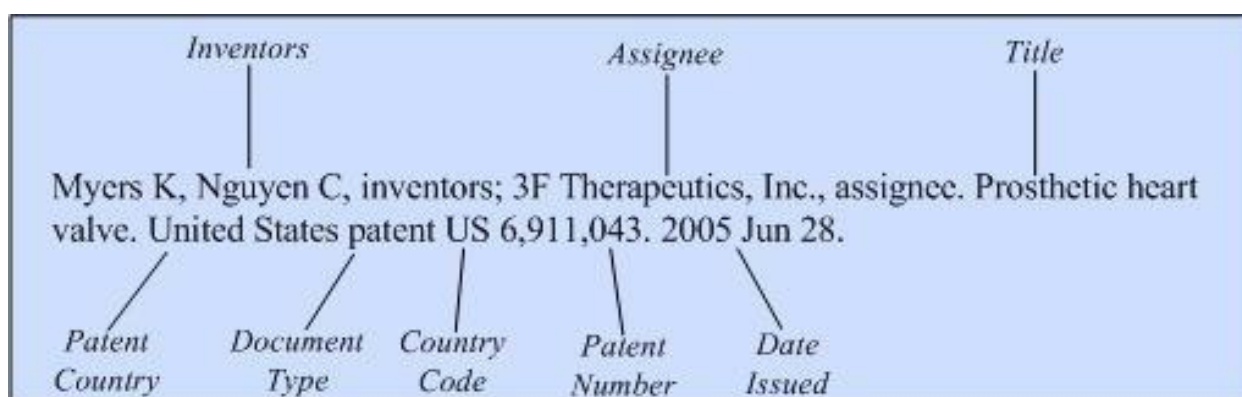 Inventors Assignee Title
Myers K, Nguyen C, inventors; 3F Therapeutics, Inc., assignee. Prosthetic heart
valve. United States patent US 6,911,043. 2005 Jun 28.
Patent Document Country Patent Date
Country Type Code Number Issued